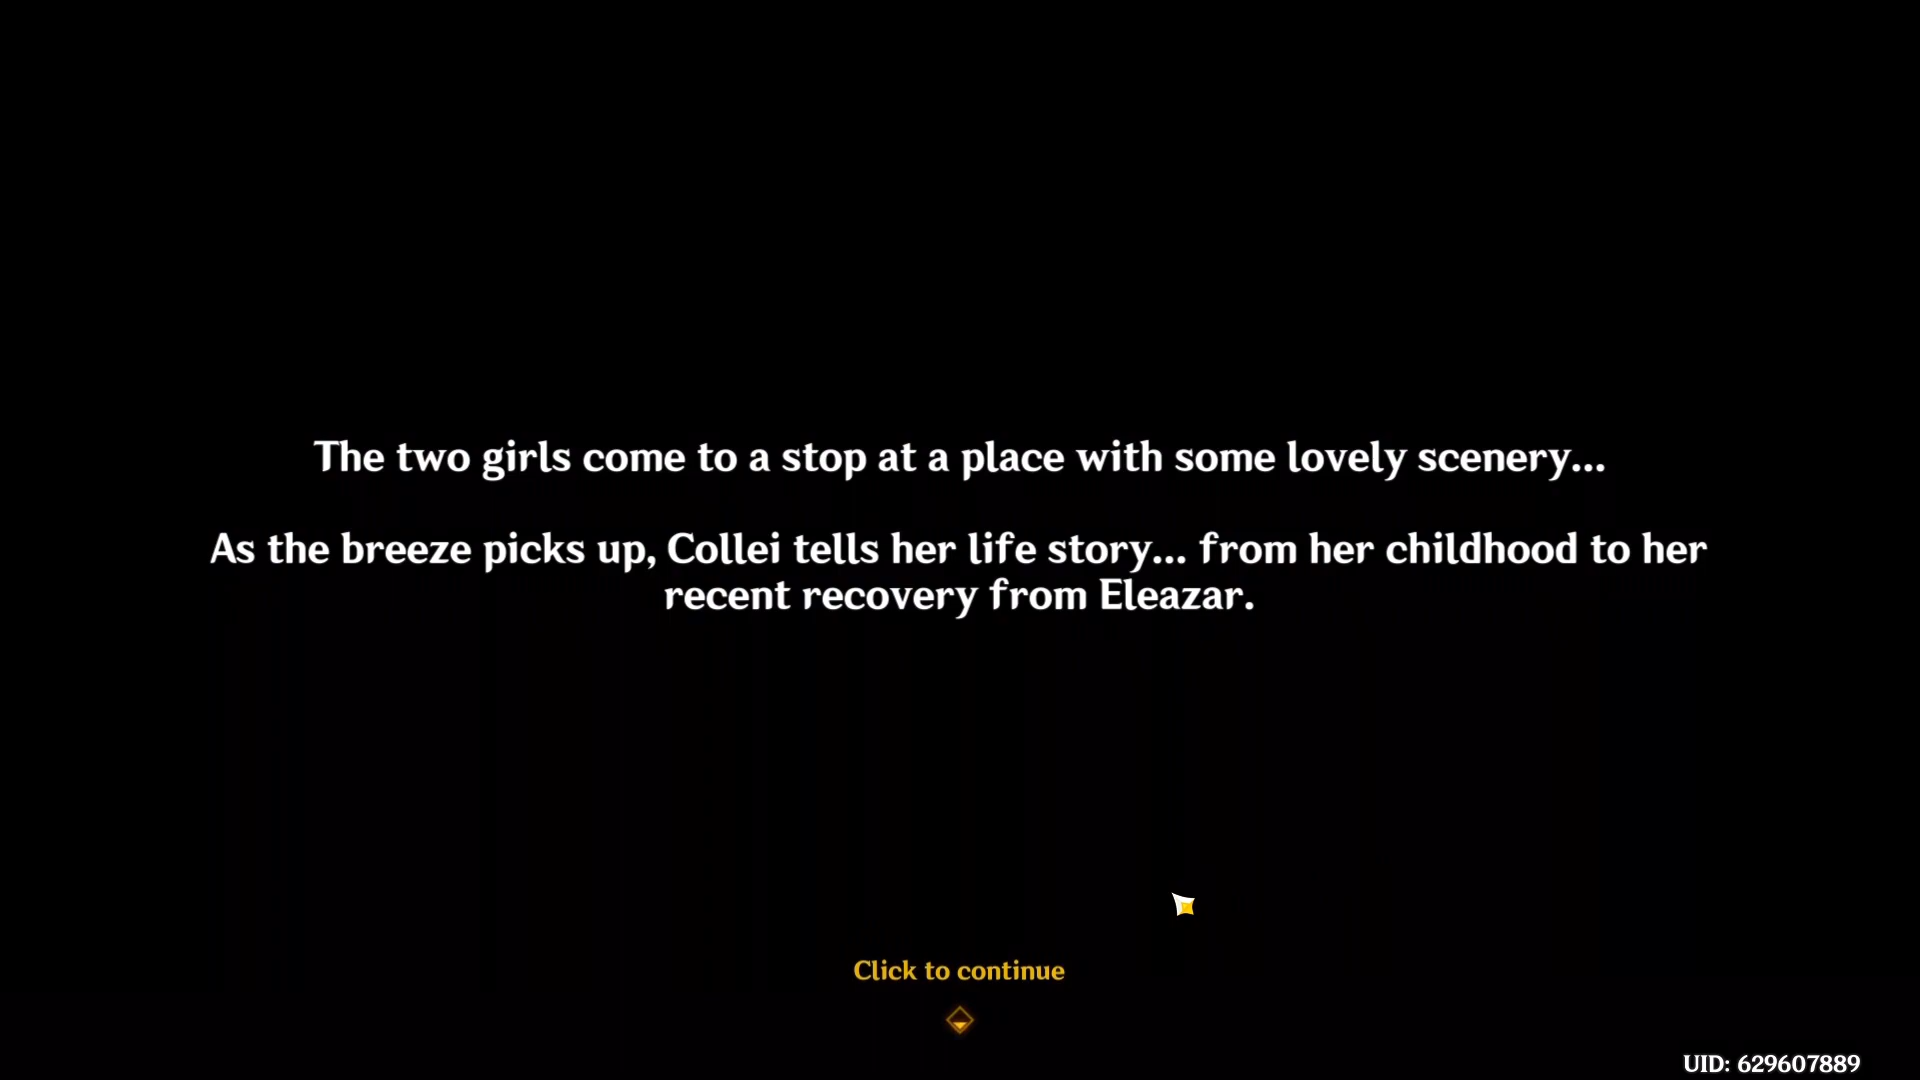 The two girls come to a stop at a place with some lovely scenery...
As the breeze picks up, Collei tells her life story... from her childhood to her
recent recovery from Eleazar.
Click to continue
UID: 629607889